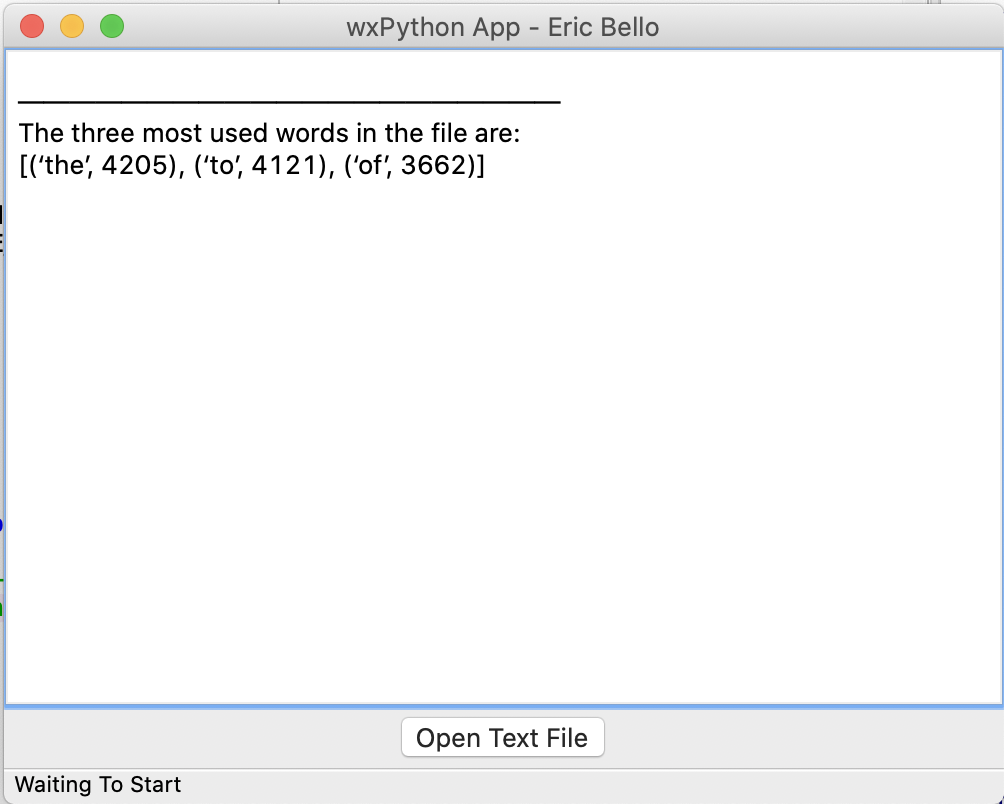 wxPython App - Eric Bello
The three most used words in the file are:
[(‘the’, 4205), (‘to’, 4121), (‘of’, 3662)]
Open Text File
Waiting To Start